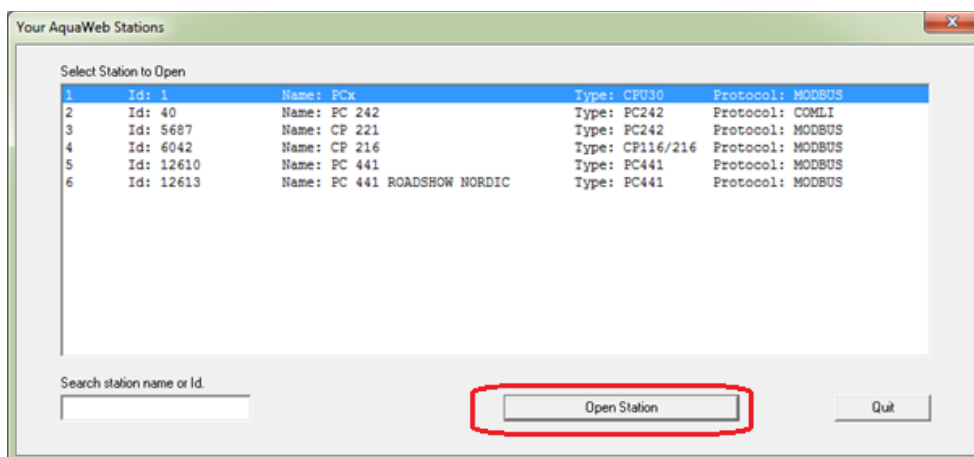 Your AquaWeb Stations
Select Station to Open
1 Id: 1 Name: PCx Type: CPU30 Protocol: MODBUS
2 Id: 40 Name: PC 242 Type: PC242 Protocol: COMLI
3 Id: 5687 Name: CP 221 Type: PC242 Protocol: MODBUS
4 Id: 6042 Name: CP 216 Type: CP116/216 Protocol: MODBUS
5 Id: 12610 Name: PC 441 Type: PC441 Protocol: MODBUS
6 Id: 12613 Name: PC 441 ROADSHOW NORDIC Type: PC441 Protocol: MODBUS
Search station name or Id.
Open Station Quit